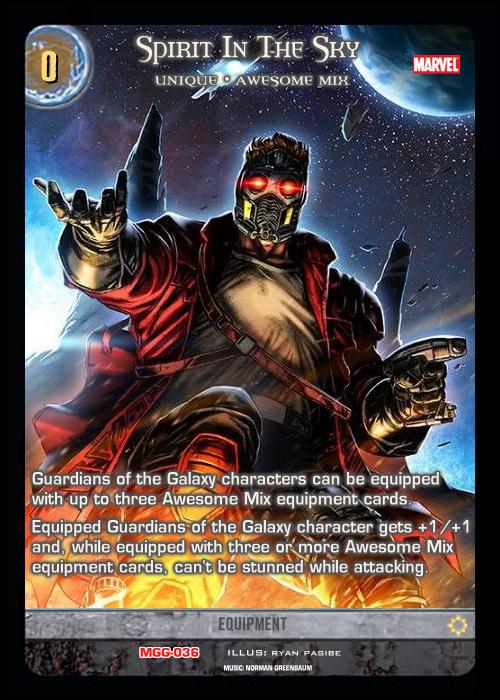 0
Spirit In The Sky
MARVEL
UNIQUE • AWESOME MIX
Guardians of the Galaxy characters can be equipped
with up to three Awesome Mix equipment cards.
Equipped Guardians of the Galaxy character gets +1/+1
and, while equipped with three or more Awesome Mix
equipment cards, can't be stunned while attacking.
EQUIPMENT
MGG-036 ILLUS: RYAN PASIBE
MUSIC: NORMAN GREENBAUM